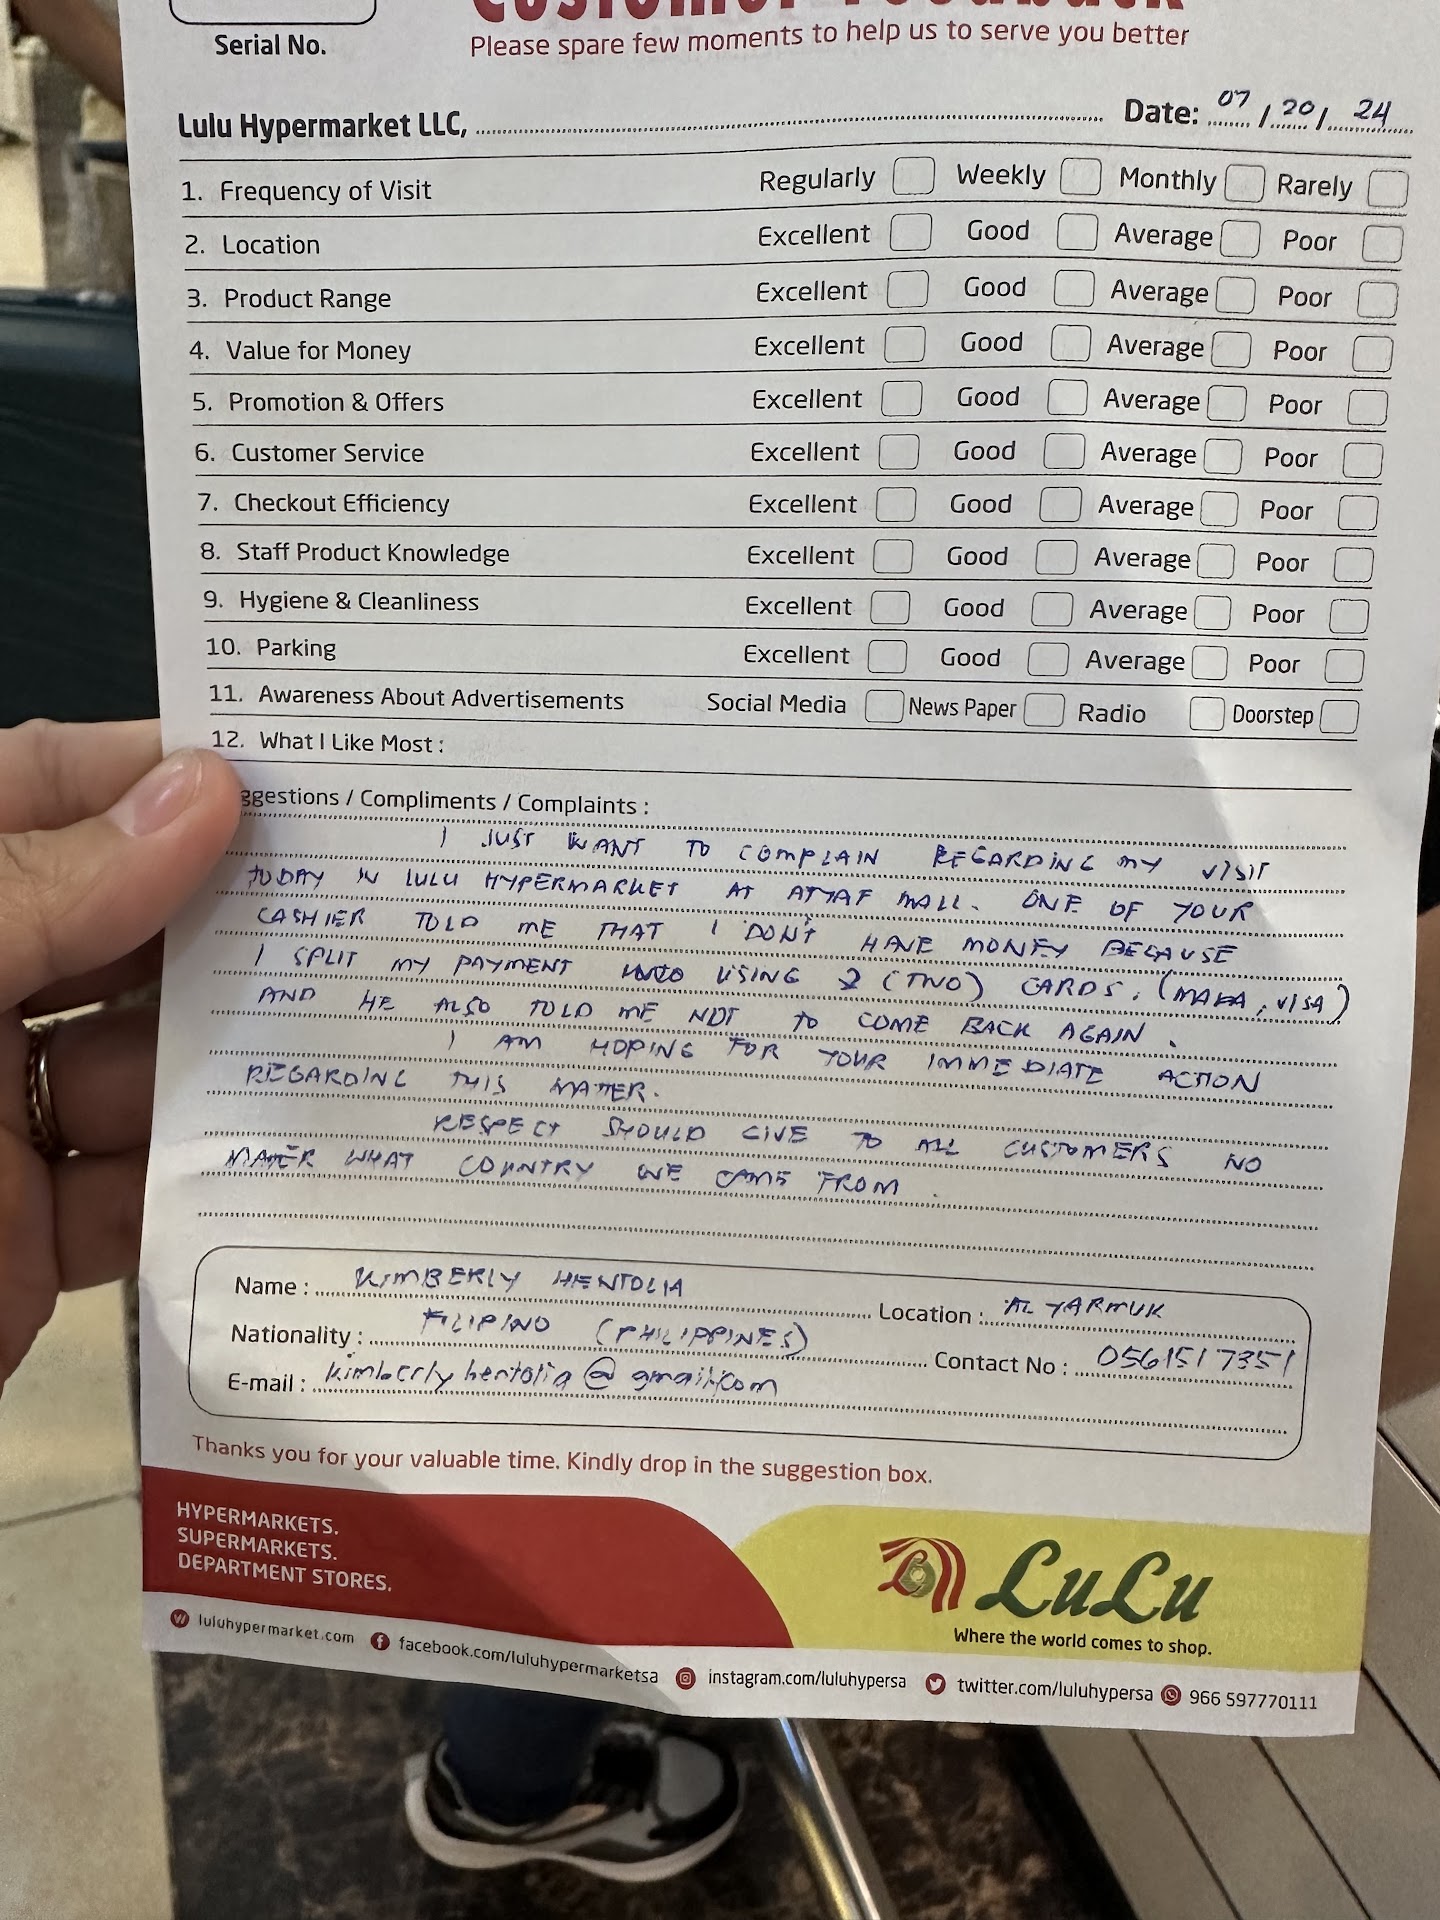 Customer Feedback
Serial No.
Please spare few moments to help us to serve you better
Lulu Hypermarket LLC, Date: 07/20/24
1. Frequency of Visit Regularly Weekly Monthly Rarely
2. Location Excellent Good Average Poor
3. Product Range Excellent Good Average Poor
4. Value for Money Excellent Good Average Poor
5. Promotion & Offers Excellent Good Average Poor
6. Customer Service Excellent Good Average Poor
7. Checkout Efficiency Excellent Good Average Poor
8. Staff Product Knowledge Excellent Good Average Poor
9. Hygiene & Cleanliness Excellent Good Average Poor
10. Parking Excellent Good Average Poor
11. Awareness About Advertisements Social Media News Paper Radio Doorstep
12. What I Like Most :
ggestions / Compliments / Complaints :
I JUST WANT TO COMPLAIN REGARDING MY VISIT
TODAY IN LULU HYPERMARKET AT ATYAF MALL. ONE OF YOUR
CASHIER TOLD ME THAT I DON'T HAVE MONEY BECAUSE
I SPLIT MY PAYMENT USING 2 (TWO) CARDS. (MADA, VISA)
AND HE ALSO TOLD ME NOT TO COME BACK AGAIN.
I AM HOPING FOR YOUR IMMEDIATE ACTION
REGARDING THIS MATTER.
RESPECT SHOULD GIVE TO ALL CUSTOMERS NO
MATTER WHAT COUNTRY WE CAME FROM.
Name : KIMBERLY HENTOLIA Location : AL YARMUK
Nationality : FILIPINO (PHILIPPINES) Contact No : 0561517351
E-mail : kimberlyhentolia@gmail.com
Thanks you for your valuable time. Kindly drop in the suggestion box.
HYPERMARKETS.
SUPERMARKETS.
DEPARTMENT STORES.
LuLu
Where the world comes to shop.
luluhypermarket.com facebook.com/luluhypermarketsa instagram.com/luluhypersa twitter.com/luluhypersa 966 597770111